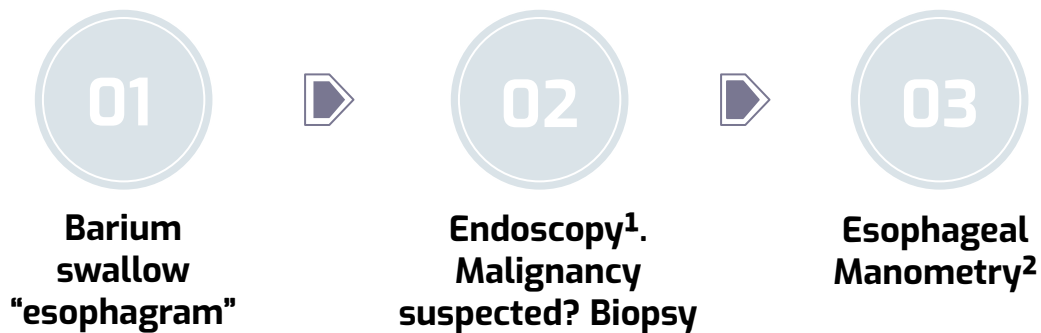 01
02
03
Barium
swallow
“esophagram”
Endoscopy¹.
Malignancy
suspected? Biopsy
Esophageal
Manometry²